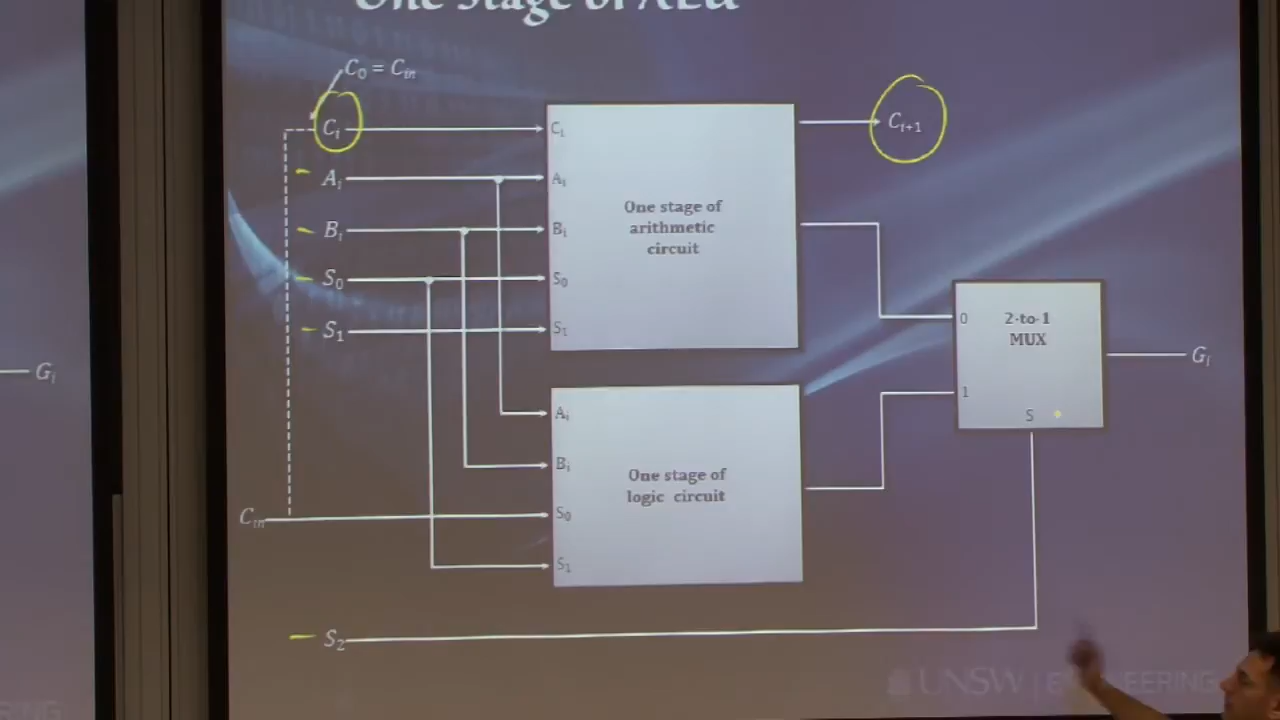 One Stage of ALU
C₀ = Cᵢₙ
Cᵢ
Cᵢ
Cᵢ₊₁
Aᵢ
Aᵢ
Bᵢ
Bᵢ
One stage of
arithmetic
circuit
S₀
S₀
S₁
S₁
0
2-to-1
MUX
Gᵢ
Gᵢ
1
S
Aᵢ
Bᵢ
One stage of
logic circuit
Cᵢₙ
S₀
S₁
S₂
UNSW
ENGINEERING
RING